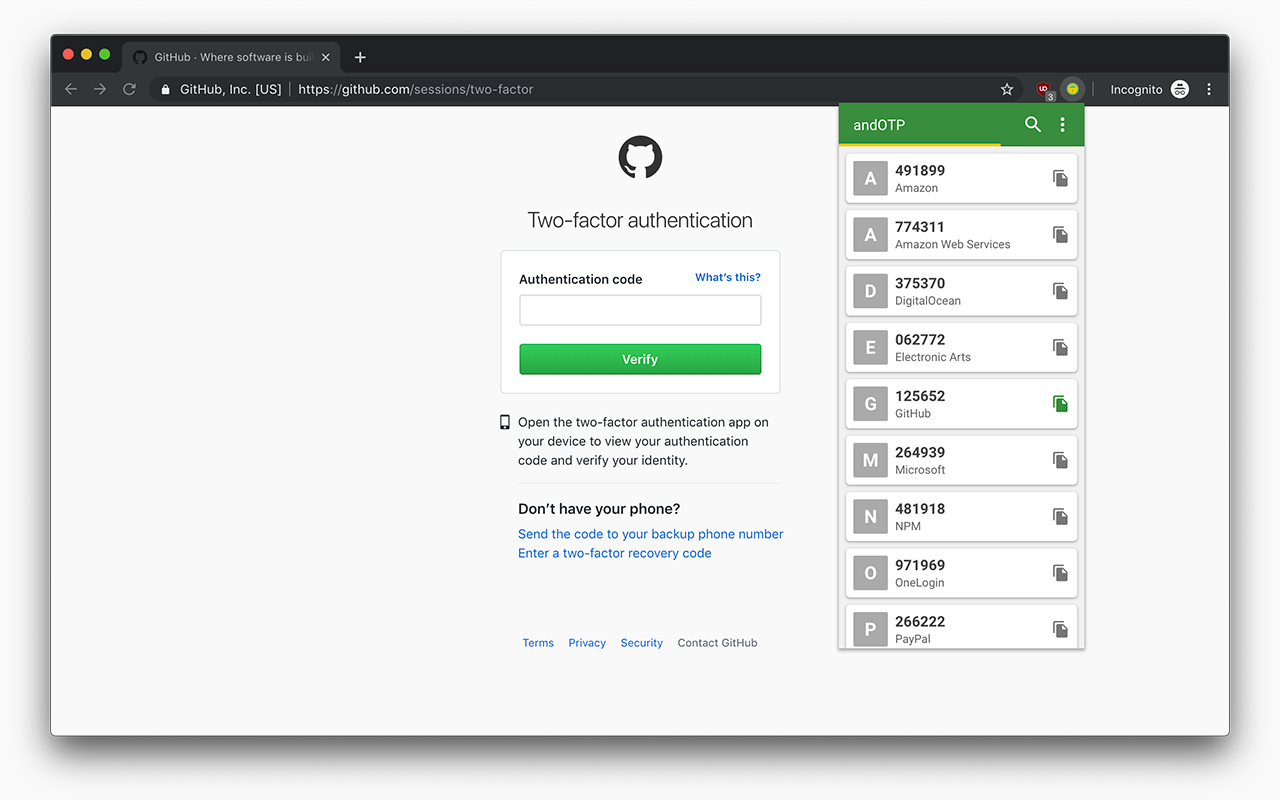 GitHub · Where software is bui
GitHub, Inc. [US] | https://github.com/sessions/two-factor
3
Incognito
Two-factor authentication
Authentication code
What's this?
Verify
Open the two-factor authentication app on
your device to view your authentication
code and verify your identity.
Don't have your phone?
Send the code to your backup phone number
Enter a two-factor recovery code
Terms
Privacy
Security
Contact GitHub
andOTP
A
491899
Amazon
A
774311
Amazon Web Services
D
375370
DigitalOcean
E
062772
Electronic Arts
G
125652
GitHub
M
264939
Microsoft
N
481918
NPM
O
971969
OneLogin
P
266222
PayPal